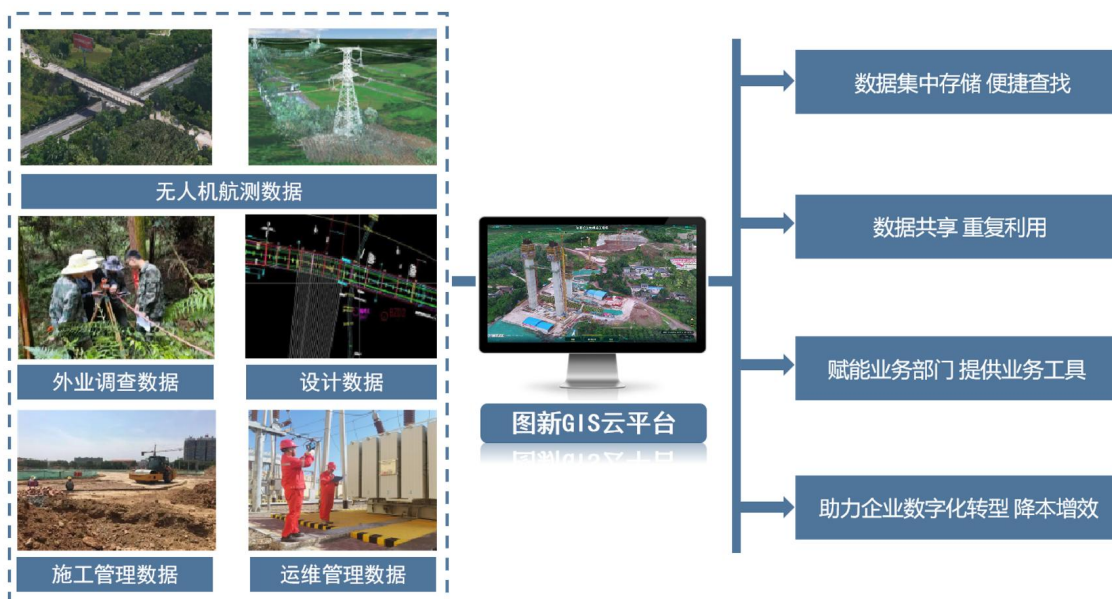 无人机航测数据
外业调查数据
设计数据
施工管理数据
运维管理数据
图新GIS云平台
数据集中存储 便捷查找
数据共享 重复利用
赋能业务部门 提供业务工具
助力企业数字化转型 降本增效